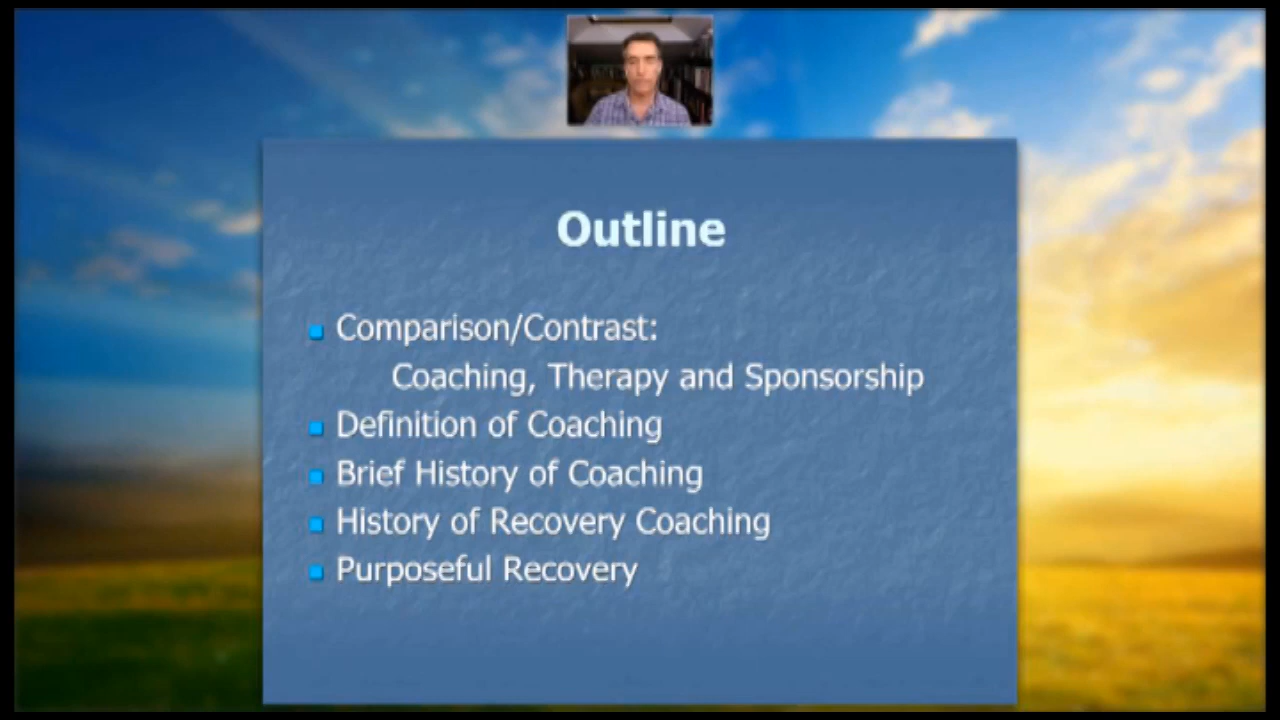 Outline
Comparison/Contrast:
Coaching, Therapy and Sponsorship
Definition of Coaching
Brief History of Coaching
History of Recovery Coaching
Purposeful Recovery